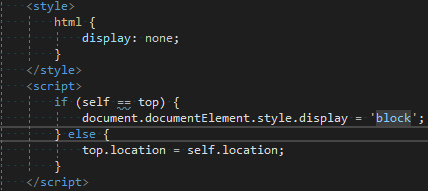 <style>
    html {
        display: none;
    }
</style>
<script>
    if (self == top) {
        document.documentElement.style.display = 'block';
    } else {
        top.location = self.location;
    }
</script>